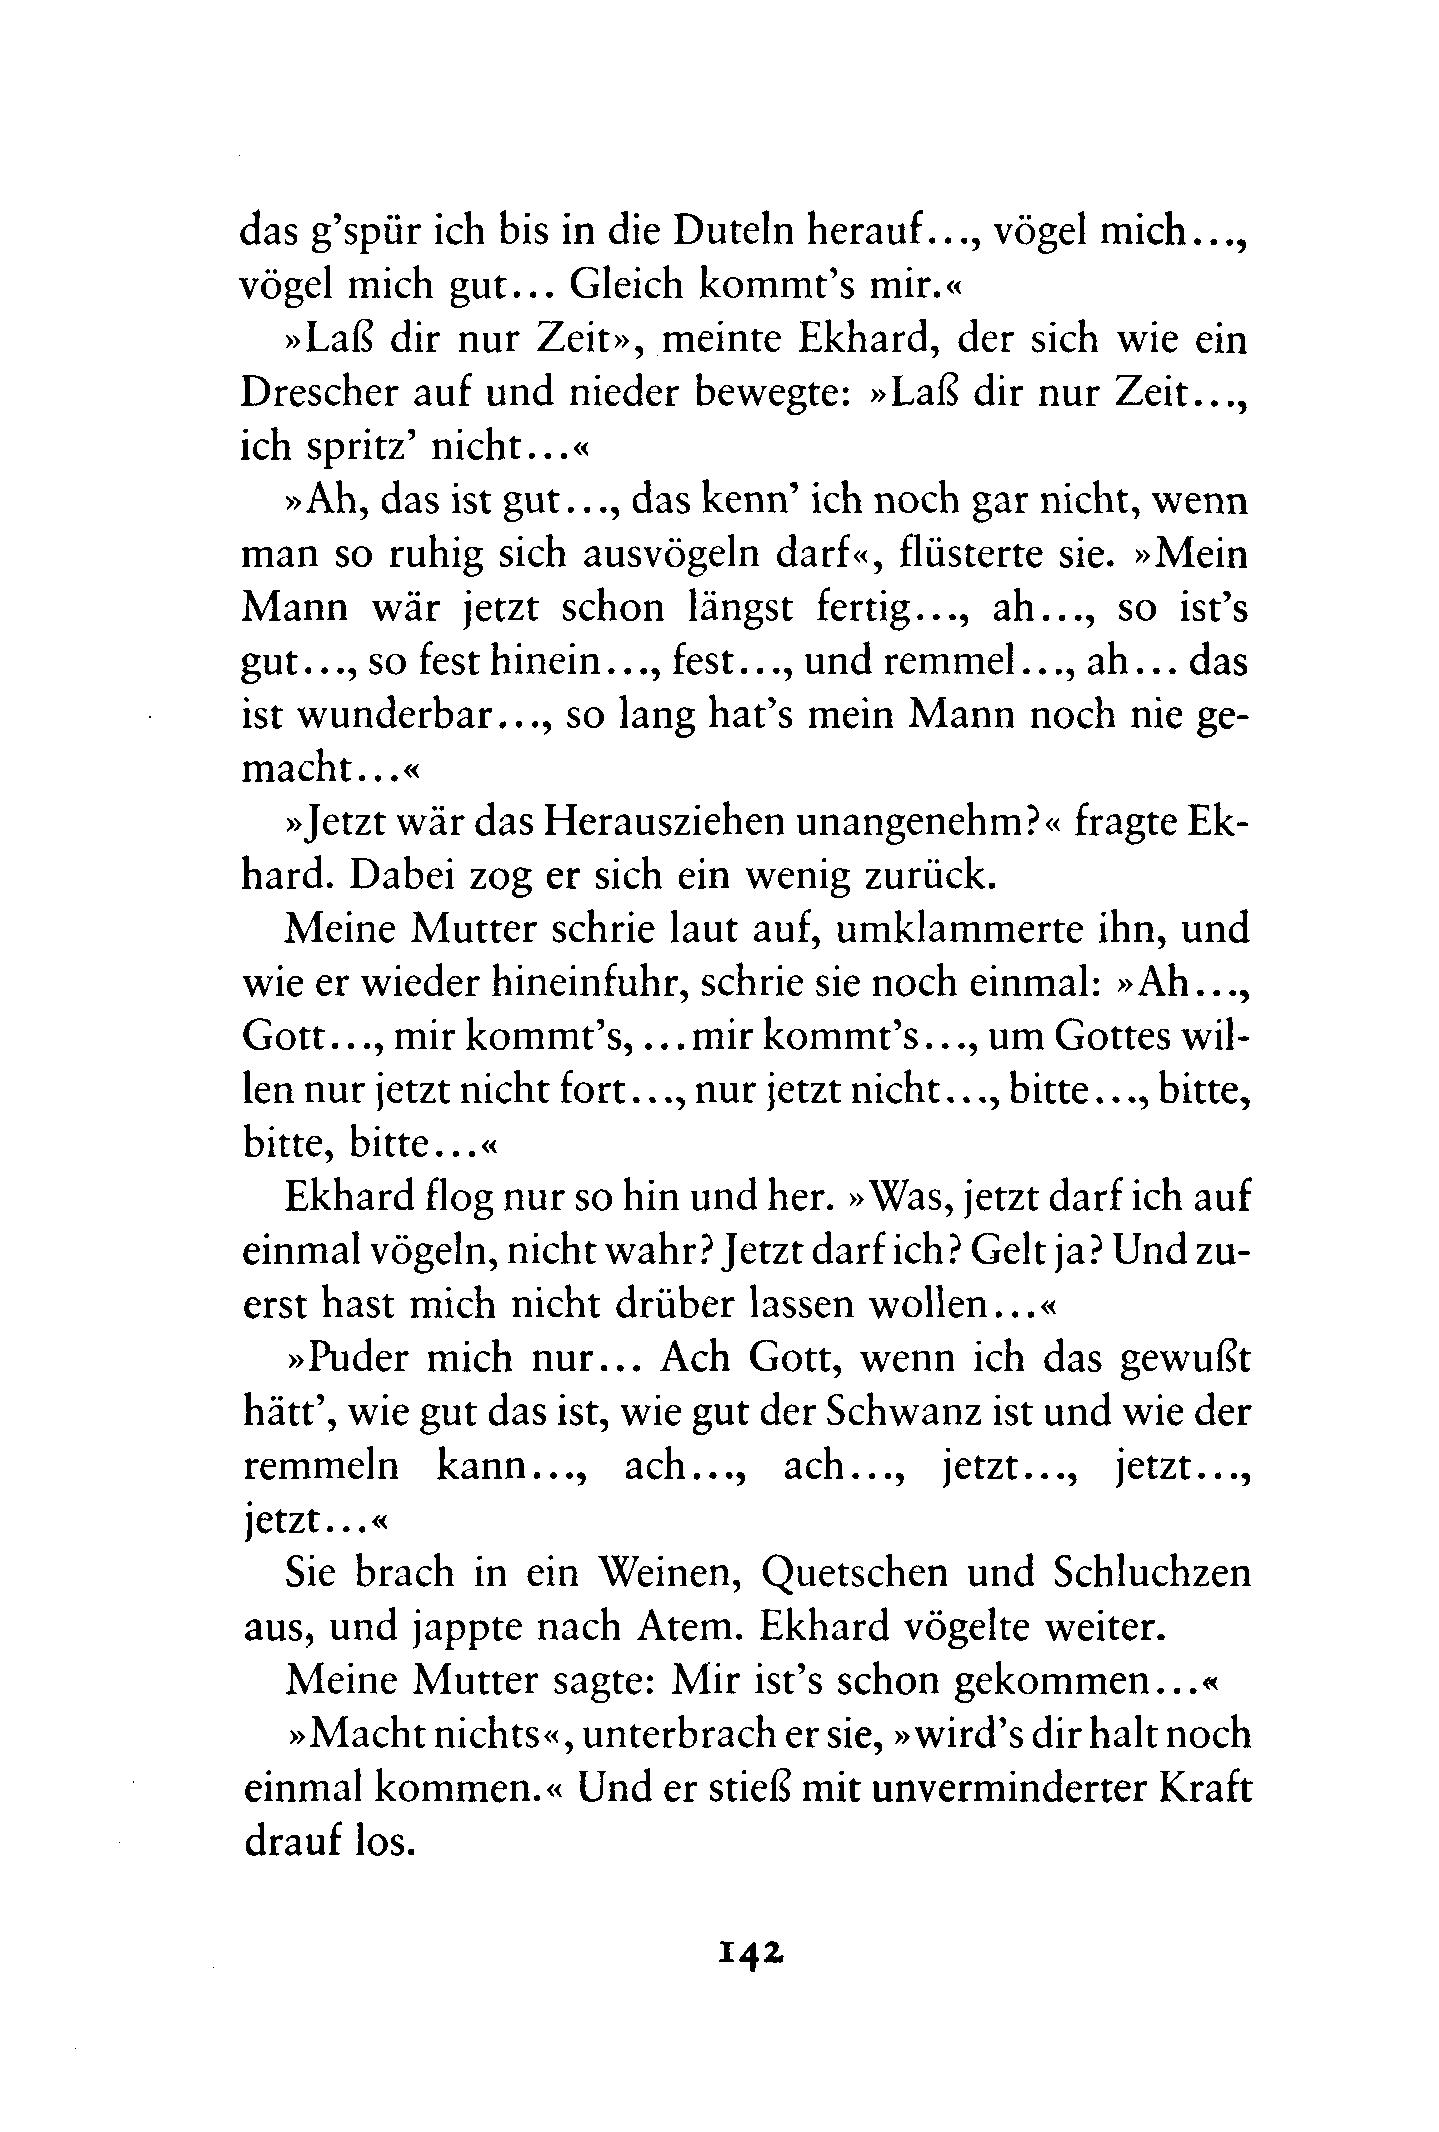 das g’spür ich bis in die Duteln herauf..., vögel mich...,
vögel mich gut... Gleich kommt’s mir.«
»Laß dir nur Zeit», meinte Ekhard, der sich wie ein
Drescher auf und nieder bewegte: »Laß dir nur Zeit...,
ich spritz’ nicht...«
»Ah, das ist gut..., das kenn’ ich noch gar nicht, wenn
man so ruhig sich ausvögeln darf«, flüsterte sie. »Mein
Mann wär jetzt schon längst fertig..., ah..., so ist’s
gut..., so fest hinein..., fest..., und remmel..., ah... das
ist wunderbar..., so lang hat’s mein Mann noch nie ge-
macht...«
»Jetzt wär das Herausziehen unangenehm?« fragte Ek-
hard. Dabei zog er sich ein wenig zurück.
Meine Mutter schrie laut auf, umklammerte ihn, und
wie er wieder hineinfuhr, schrie sie noch einmal: »Ah...,
Gott..., mir kommt’s, ...mir kommt’s..., um Gottes wil-
len nur jetzt nicht fort..., nur jetzt nicht..., bitte..., bitte,
bitte, bitte...«
Ekhard flog nur so hin und her. »Was, jetzt darf ich auf
einmal vögeln, nicht wahr? Jetzt darf ich? Gelt ja? Und zu-
erst hast mich nicht drüber lassen wollen...«
»Puder mich nur... Ach Gott, wenn ich das gewußt
hätt’, wie gut das ist, wie gut der Schwanz ist und wie der
remmeln kann..., ach..., ach..., jetzt..., jetzt...,
jetzt...«
Sie brach in ein Weinen, Quetschen und Schluchzen
aus, und jappte nach Atem. Ekhard vögelte weiter.
Meine Mutter sagte: Mir ist’s schon gekommen...«
»Macht nichts«, unterbrach er sie, »wird’s dir halt noch
einmal kommen.« Und er stieß mit unverminderter Kraft
drauf los.
142